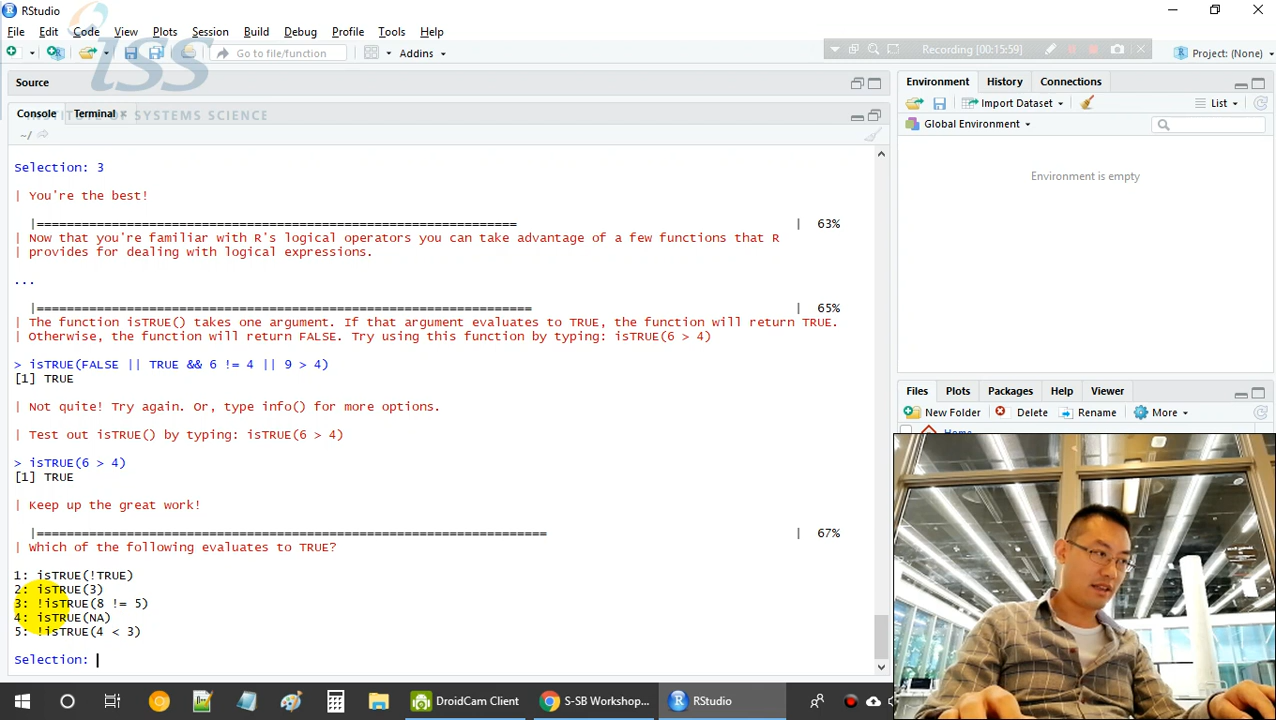 RStudio
File Edit Code View Plots Session Build Debug Profile Tools Help
iss
Go to file/function
Addins
Recording [00:15:59]
Project: (None)
Source
Console Terminal
INSTITUTE OF SYSTEMS SCIENCE
~/
Selection: 3
| You're the best!
|================================================================ | 63%
| Now that you're familiar with R's logical operators you can take advantage of a few functions that R
| provides for dealing with logical expressions.
...
|================================================================== | 65%
| The function isTRUE() takes one argument. If that argument evaluates to TRUE, the function will return TRUE.
| Otherwise, the function will return FALSE. Try using this function by typing: isTRUE(6 > 4)
> isTRUE(FALSE || TRUE && 6 != 4 || 9 > 4)
[1] TRUE
| Not quite! Try again. Or, type info() for more options.
| Test out isTRUE() by typing: isTRUE(6 > 4)
> isTRUE(6 > 4)
[1] TRUE
| Keep up the great work!
|==================================================================== | 67%
| Which of the following evaluates to TRUE?
1: isTRUE(!TRUE)
2: isTRUE(3)
3: !isTRUE(8 != 5)
4: isTRUE(NA)
5: !isTRUE(4 < 3)
Selection:
Environment History Connections
Import Dataset
List
Global Environment
Environment is empty
Files Plots Packages Help Viewer
New Folder Delete Rename More
Home
DroidCam Client
S-SB Workshop...
RStudio